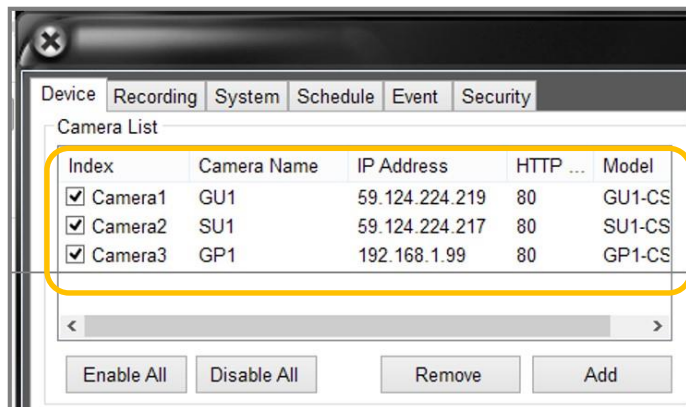 Device Recording System Schedule Event Security
Camera List
Index Camera Name IP Address HTTP ... Model
Camera1 GU1 59.124.224.219 80 GU1-CS
Camera2 SU1 59.124.224.217 80 SU1-CS
Camera3 GP1 192.168.1.99 80 GP1-CS
Enable All Disable All Remove Add